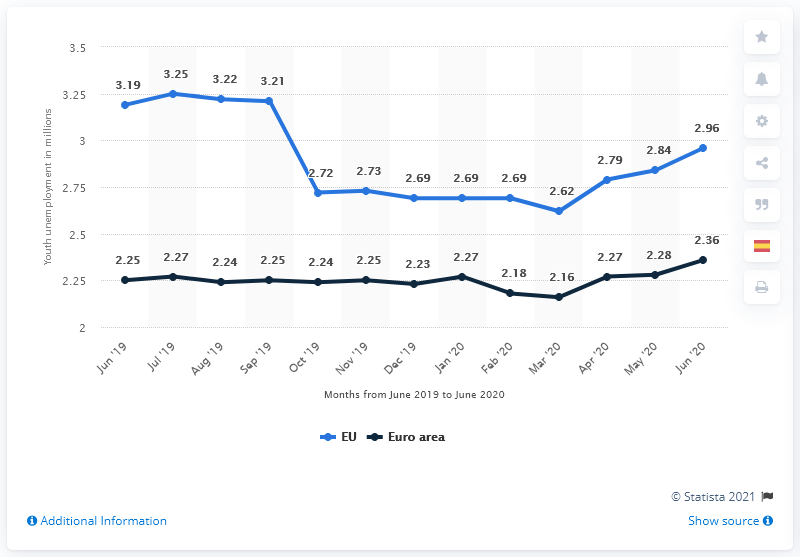 3.5
3.25
3
2.75
2.5
2.25
2
Youth unemployment in millions
3.19 3.25 3.22 3.21 2.72 2.73 2.69 2.69 2.69 2.62 2.79 2.84 2.96
2.25 2.27 2.24 2.25 2.24 2.25 2.23 2.27 2.18 2.16 2.27 2.28 2.36
Jun '19 Jul '19 Aug '19 Sep '19 Oct '19 Nov '19 Dec '19 Jan '20 Feb '20 Mar '20 Apr '20 May '20 Jun '20
Months from June 2019 to June 2020
EU Euro area
© Statista 2021
Additional Information Show source